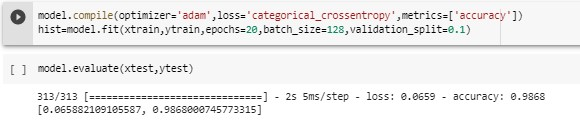 model.compile(optimizer='adam',loss='categorical_crossentropy',metrics=['accuracy'])
hist=model.fit(xtrain,ytrain,epochs=20,batch_size=128,validation_split=0.1)
[ ] model.evaluate(xtest,ytest)
313/313 [==============================] - 2s 5ms/step - loss: 0.0659 - accuracy: 0.9868
[0.065882109105587, 0.9868000745773315]